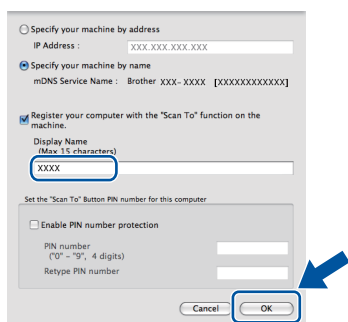 Specify your machine by address
IP Address : XXX.XXX.XXX.XXX
Specify your machine by name
mDNS Service Name : Brother XXX-XXXX [XXXXXXXXXXXX]
Register your computer with the "Scan To" function on the
machine.
Display Name
(Max 15 characters)
XXXX
Set the "Scan To" Button PIN number for this computer
Enable PIN number protection
PIN number
("0" – "9", 4 digits)
Retype PIN number
Cancel OK